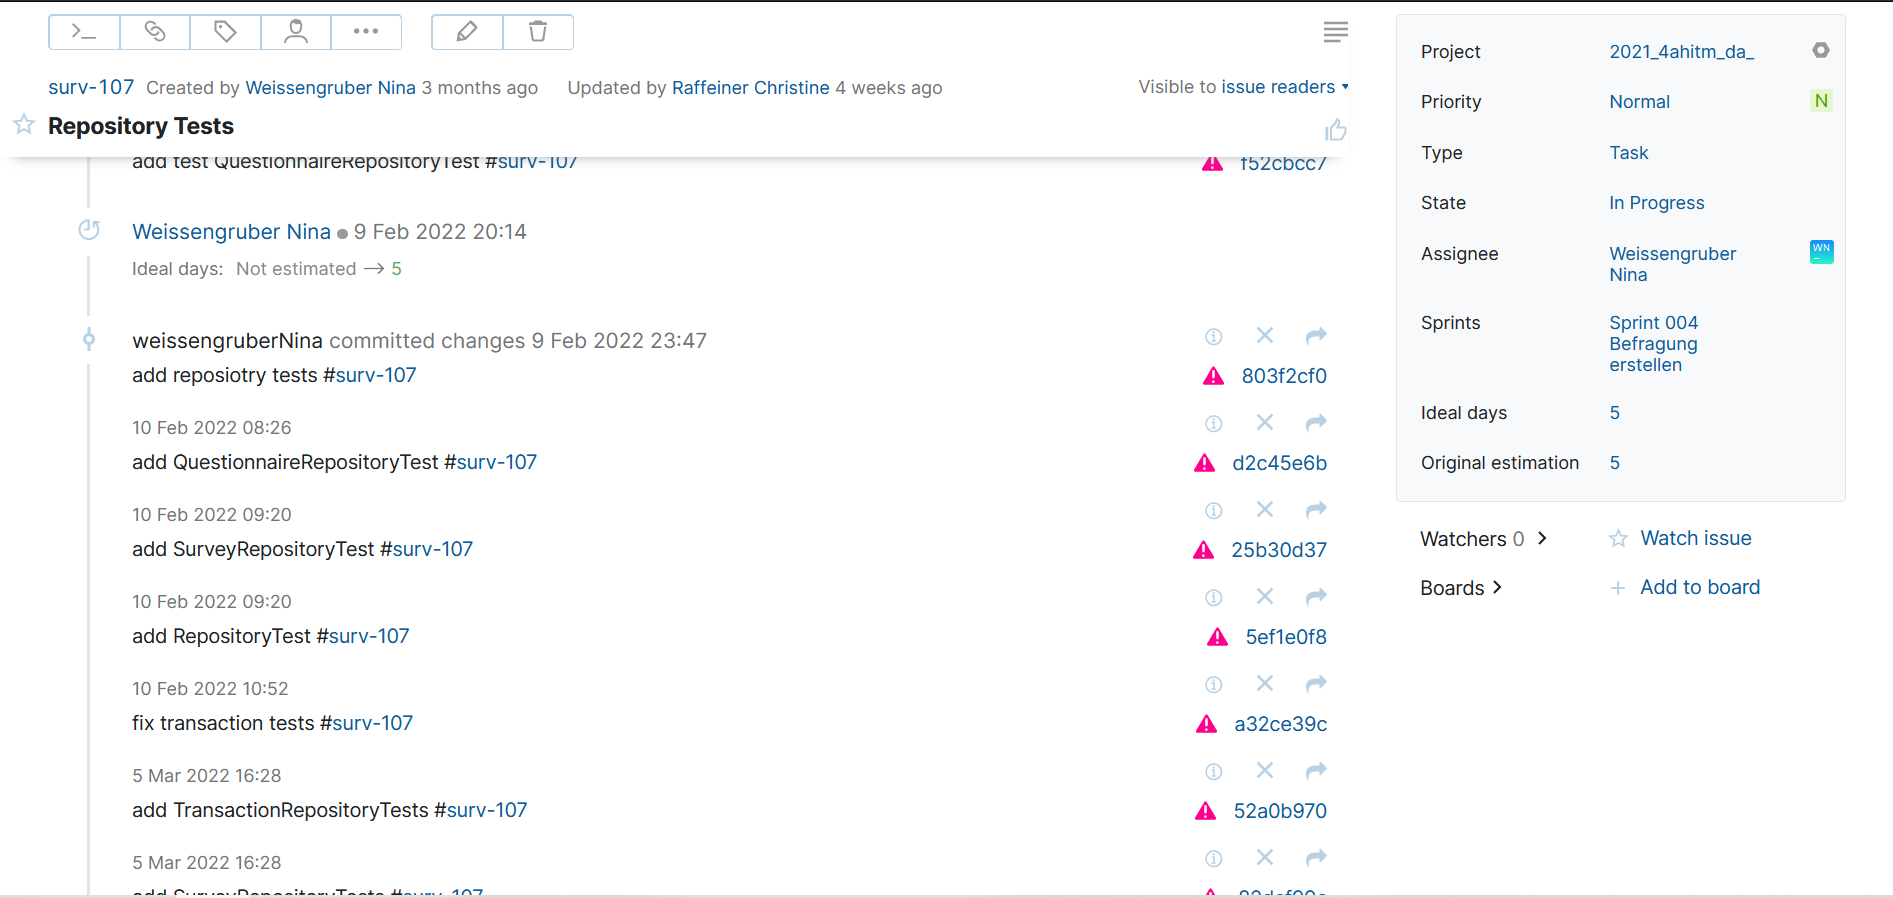 surv-107 Created by Weissengruber Nina 3 months ago Updated by Raffeiner Christine 4 weeks ago Visible to issue readers
Repository Tests
add test QuestionnaireRepositoryTest #surv-107 f52cbcc7
Weissengruber Nina ● 9 Feb 2022 20:14
Ideal days: Not estimated → 5
weissengruberNina committed changes 9 Feb 2022 23:47
add reposiotry tests #surv-107 803f2cf0
10 Feb 2022 08:26
add QuestionnaireRepositoryTest #surv-107 d2c45e6b
10 Feb 2022 09:20
add SurveyRepositoryTest #surv-107 25b30d37
10 Feb 2022 09:20
add RepositoryTest #surv-107 5ef1e0f8
10 Feb 2022 10:52
fix transaction tests #surv-107 a32ce39c
5 Mar 2022 16:28
add TransactionRepositoryTests #surv-107 52a0b970
5 Mar 2022 16:28
add SurveyRepositoryTests #surv-107
Project 2021_4ahitm_da_
Priority Normal N
Type Task
State In Progress
Assignee Weissengruber WN
Nina
Sprints Sprint 004
Befragung
erstellen
Ideal days 5
Original estimation 5
Watchers 0 Watch issue
Boards Add to board